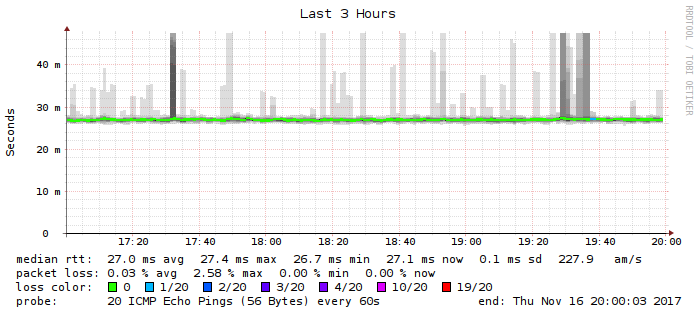 Last 3 Hours
RRDTOOL / TOBI OETIKER
Seconds
40 m
30 m
20 m
10 m
0
17:20 17:40 18:00 18:20 18:40 19:00 19:20 19:40 20:00
median rtt: 27.0 ms avg 27.4 ms max 26.7 ms min 27.1 ms now 0.1 ms sd 227.9 am/s
packet loss: 0.03 % avg 2.58 % max 0.00 % min 0.00 % now
loss color: 0 1/20 2/20 3/20 4/20 10/20 19/20
probe: 20 ICMP Echo Pings (56 Bytes) every 60s end: Thu Nov 16 20:00:03 2017